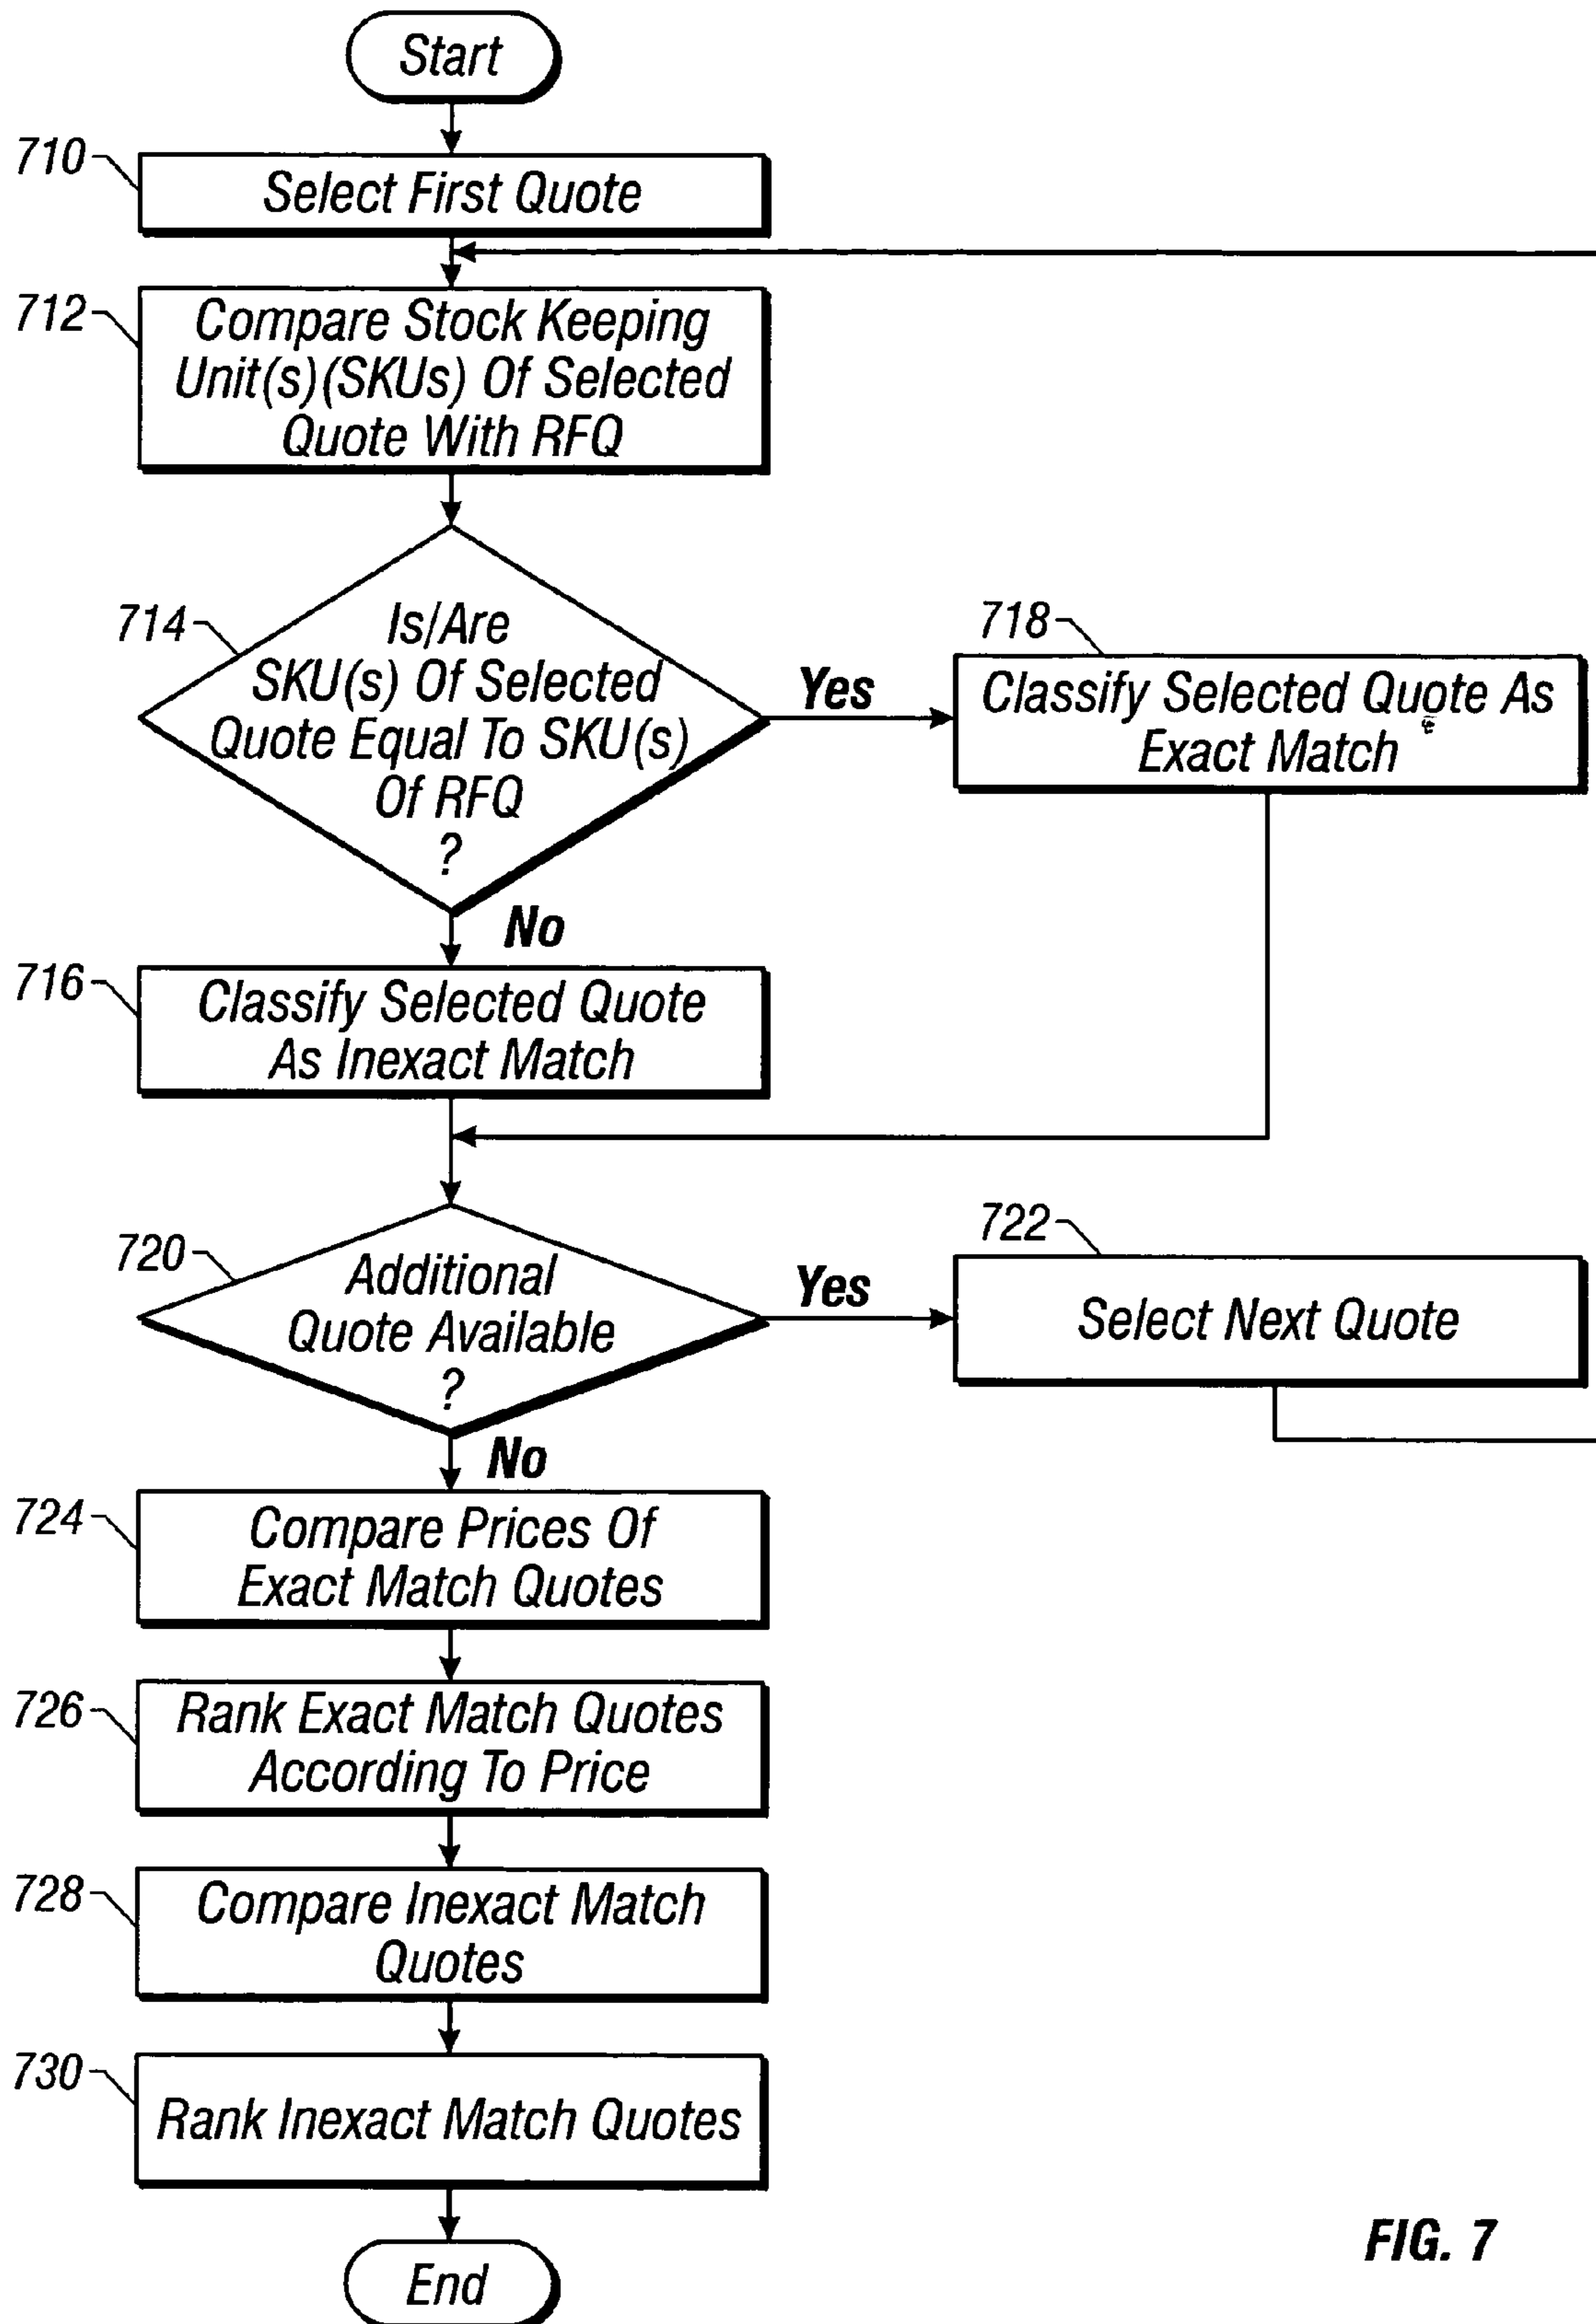 Start
710
Select First Quote
712
Compare Stock Keeping
Unit(s)(SKUs) Of Selected
Quote With RFQ
714
Is/Are
SKU(s) Of Selected
Quote Equal To SKU(s)
Of RFQ
?
Yes
718
Classify Selected Quote As
Exact Match
No
716
Classify Selected Quote
As Inexact Match
720
Additional
Quote Available
?
Yes
722
Select Next Quote
No
724
Compare Prices Of
Exact Match Quotes
726
Rank Exact Match Quotes
According To Price
728
Compare Inexact Match
Quotes
730
Rank Inexact Match Quotes
End
FIG. 7